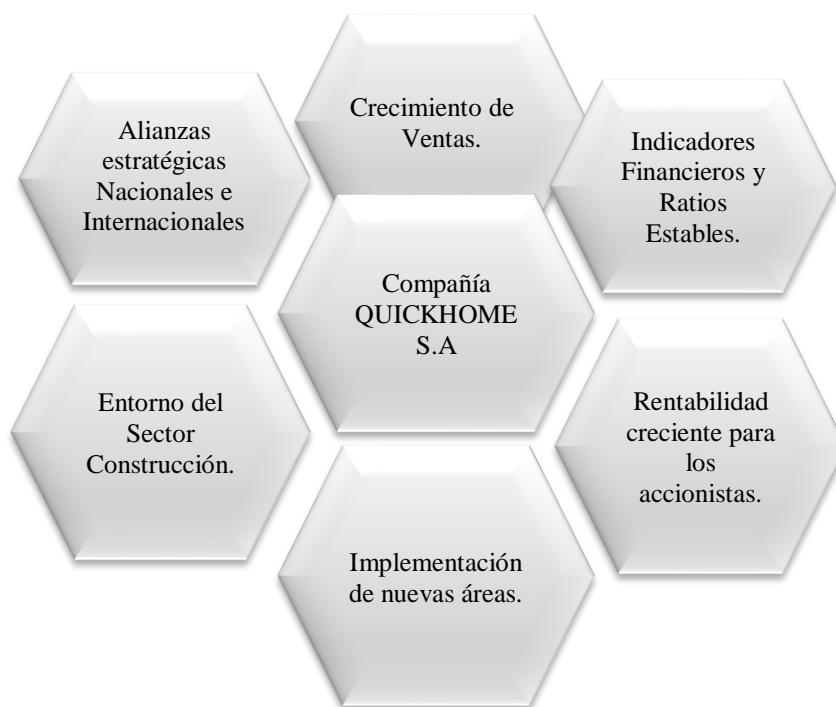 Alianzas
estratégicas
Nacionales e
Internacionales
Crecimiento de
Ventas.
Indicadores
Financieros y
Ratios
Estables.
Compañía
QUICKHOME
S.A
Entorno del
Sector
Construcción.
Rentabilidad
creciente para
los
accionistas.
Implementación
de nuevas áreas.